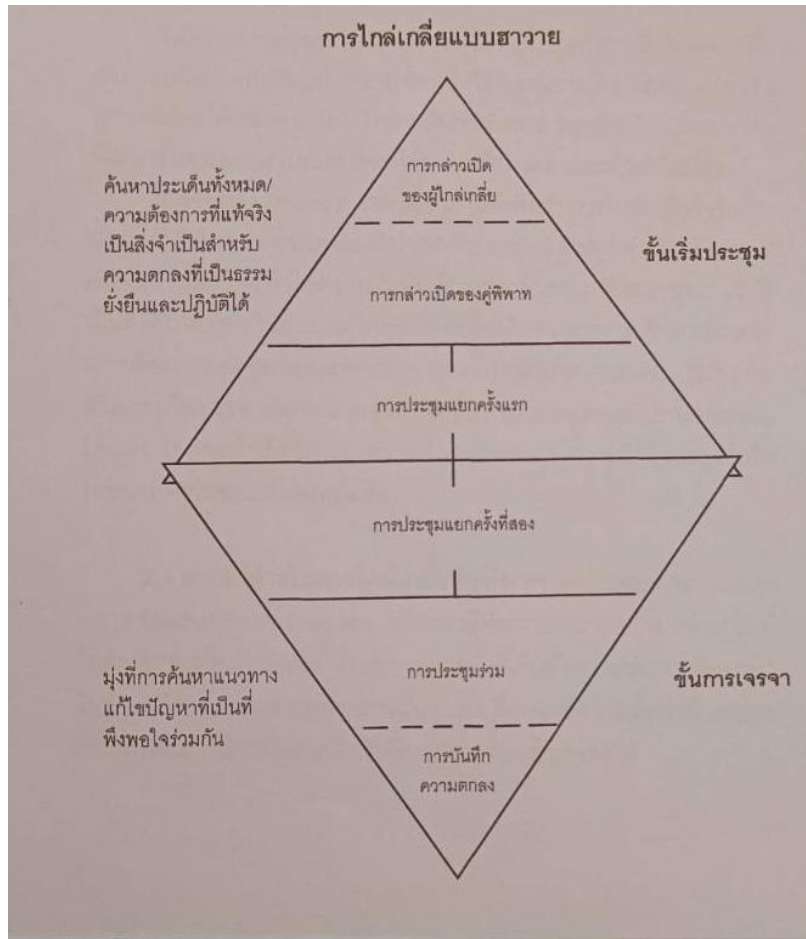 การไกล่เกลี่ยแบบฮาวาย
การกล่าวเปิด
ของผู้ไกล่เกลี่ย
ค้นหาประเด็นทั้งหมด/
ความต้องการที่แท้จริง
เป็นสิ่งจำเป็นสำหรับ
ความตกลงที่เป็นธรรม
ยั่งยืนและปฏิบัติได้
ขั้นเริ่มประชุม
การกล่าวเปิดของคู่พิพาท
การประชุมแยกครั้งแรก
การประชุมแยกครั้งที่สอง
มุ่งที่การค้นหาแนวทาง
แก้ไขปัญหาที่เป็นที่
พึงพอใจร่วมกัน
การประชุมร่วม
ขั้นการเจรจา
การบันทึก
ความตกลง